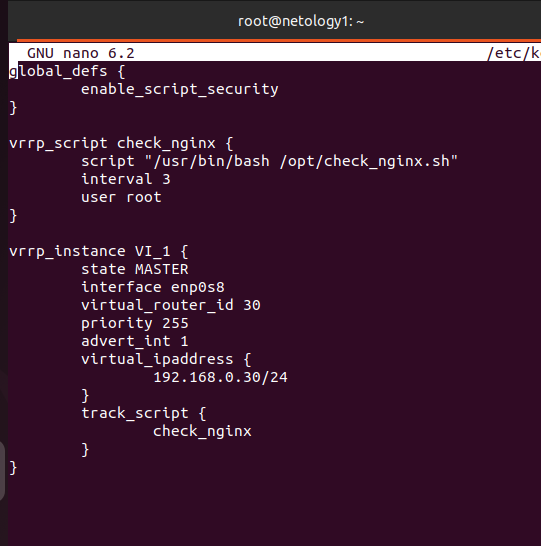 root@netology1: ~
GNU nano 6.2 /etc/k
global_defs {
        enable_script_security
}

vrrp_script check_nginx {
        script "/usr/bin/bash /opt/check_nginx.sh"
        interval 3
        user root
}

vrrp_instance VI_1 {
        state MASTER
        interface enp0s8
        virtual_router_id 30
        priority 255
        advert_int 1
        virtual_ipaddress {
                192.168.0.30/24
        }
        track_script {
                check_nginx
        }
}